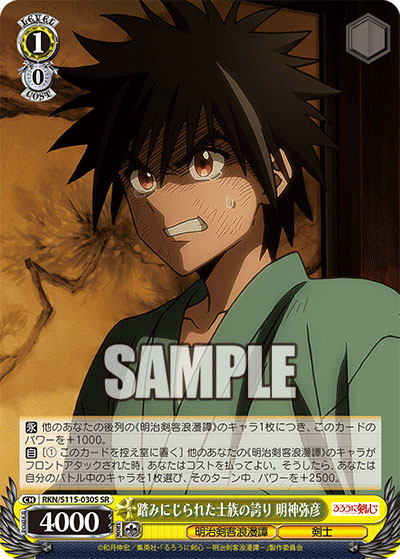 LEVEL
1
0
COST
SAMPLE
永 他のあなたの後列の《明治剣客浪漫譚》のキャラ1枚につき、このカードの
パワーを+1000。
自【① このカードを控え室に置く】 他のあなたの《明治剣客浪漫譚》のキャラが
フロントアタックされた時、あなたはコストを払ってよい。そうしたら、あなたは
自分のバトル中のキャラを1枚選び、そのターン中、パワーを+2500。
CH RKN/S115-030S SR
4000
踏みにじられた士族の誇り 明神弥彦
るろうに剣心
明治剣客浪漫譚 剣士
©和月伸宏／集英社・「るろうに剣心 －明治剣客浪漫譚－」製作委員会